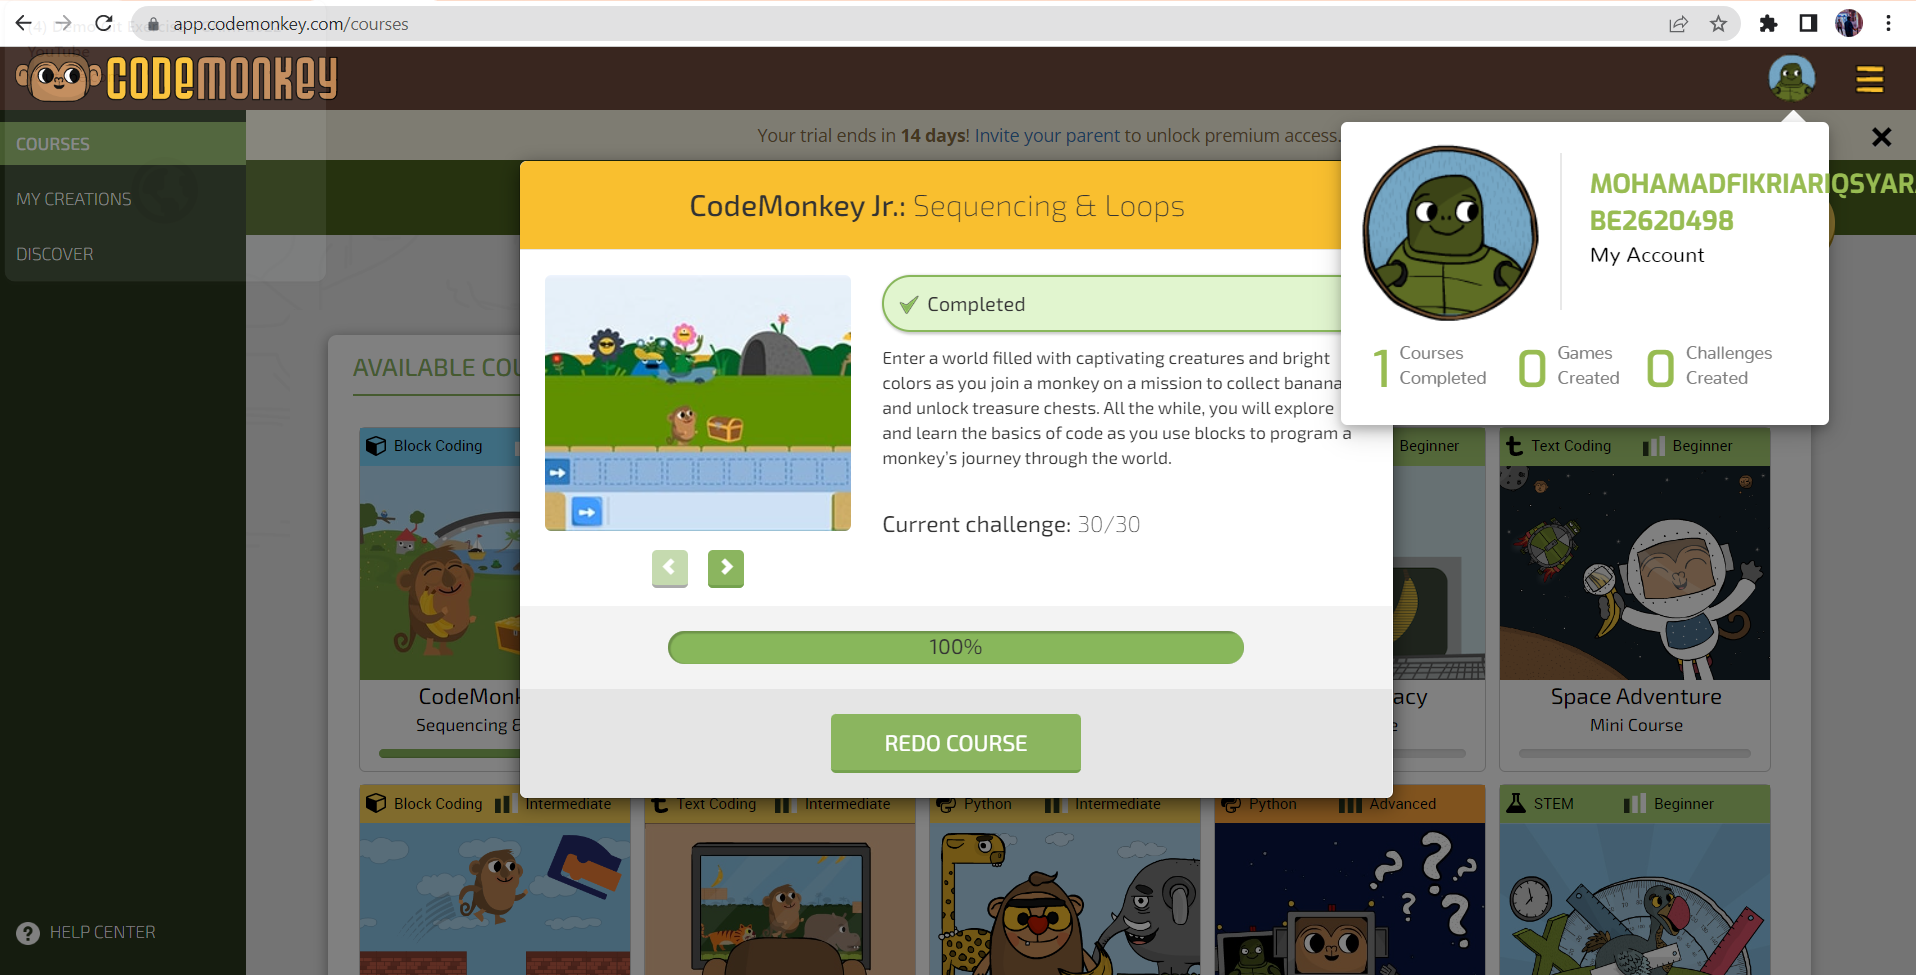 app.codemonkey.com/courses
YouTube
CODEMONKEY
COURSES
MY CREATIONS
DISCOVER
HELP CENTER
Your trial ends in 14 days! Invite your parent to unlock premium access.
CodeMonkey Jr.: Sequencing & Loops
Completed
Enter a world filled with captivating creatures and bright
colors as you join a monkey on a mission to collect banana
and unlock treasure chests. All the while, you will explore
and learn the basics of code as you use blocks to program a
monkey's journey through the world.
Current challenge: 30/30
100%
REDO COURSE
MOHAMADFIKRIARIQSYAR
BE2620498
My Account
1 Courses Completed
0 Games Created
0 Challenges Created
AVAILABLE COU
Block Coding
Beginner
Text Coding Beginner
CodeMonk
Sequencing &
acy
Space Adventure
Mini Course
Block Coding Intermediate
Text Coding Intermediate
Python Intermediate
Python Advanced
STEM Beginner